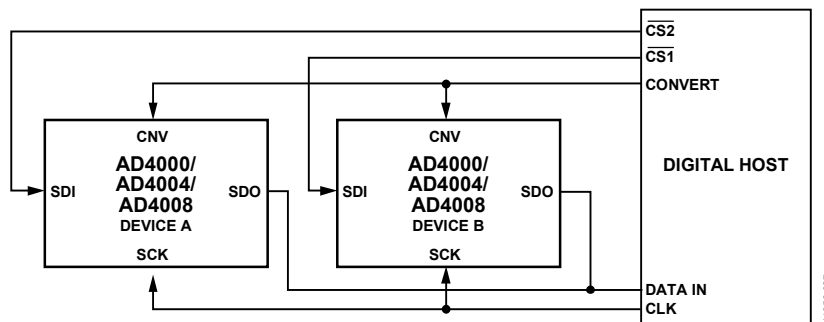 CS2
CS1
CONVERT
CNV
CNV
AD4000/
AD4004/
AD4008
DEVICE A
SDI
SDO
SCK
AD4000/
AD4004/
AD4008
DEVICE B
SDI
SDO
SCK
DIGITAL HOST
DATA IN
CLK